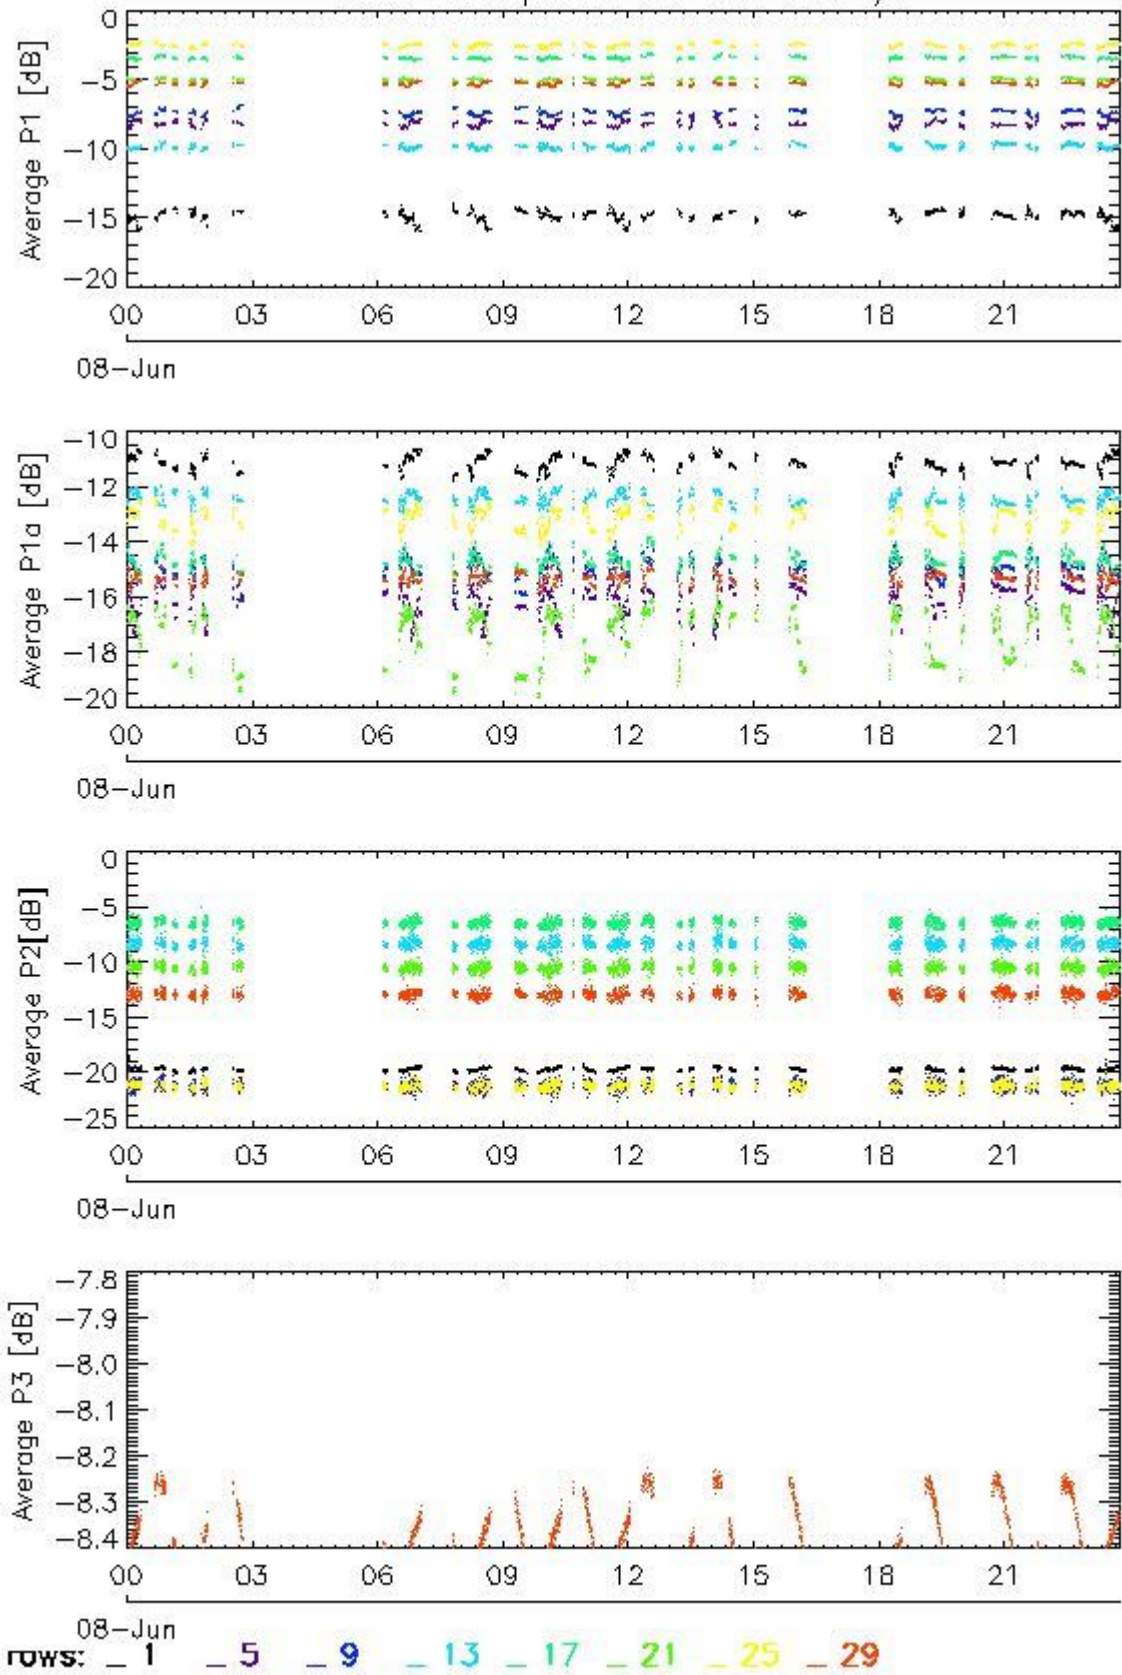 0
−5
−10
−15
−20
Average P1 [dB]
00 03 06 09 12 15 18 21
08−Jun
−10
−12
−14
−16
−18
−20
Average P1a [dB]
00 03 06 09 12 15 18 21
08−Jun
0
−5
−10
−15
−20
−25
Average P2[dB]
00 03 06 09 12 15 18 21
08−Jun
−7.8
−7.9
−8.0
−8.1
−8.2
−8.3
−8.4
Average P3 [dB]
00 03 06 09 12 15 18 21
08−Jun
rows: _ 1 _ 5 _ 9 _ 13 _ 17 _ 21 _ 25 _ 29